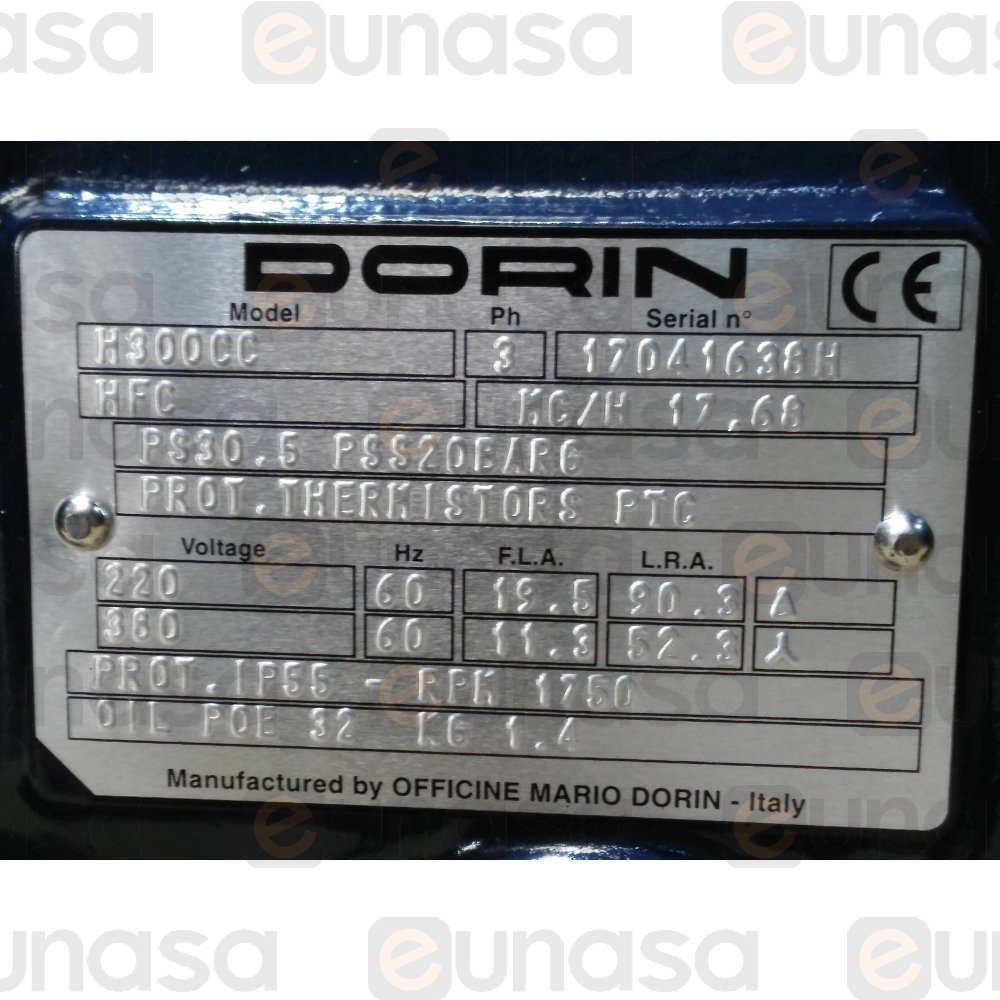 eunasa eunasa
DORIN CE
Model Ph Serial n°
H300CC 3 17041638H
HFC MC/H 17,68
PS30.5 PSS20BARG
PROT.THERMISTORS PTC
Voltage Hz F.L.A. L.R.A.
220 60 19.5 90.3 Δ
380 60 11.3 52.3 ⅄
PROT.IP55 - RPM 1750
OIL POE 32 KG 1.4
Manufactured by OFFICINE MARIO DORIN - Italy
eunasa eunasa